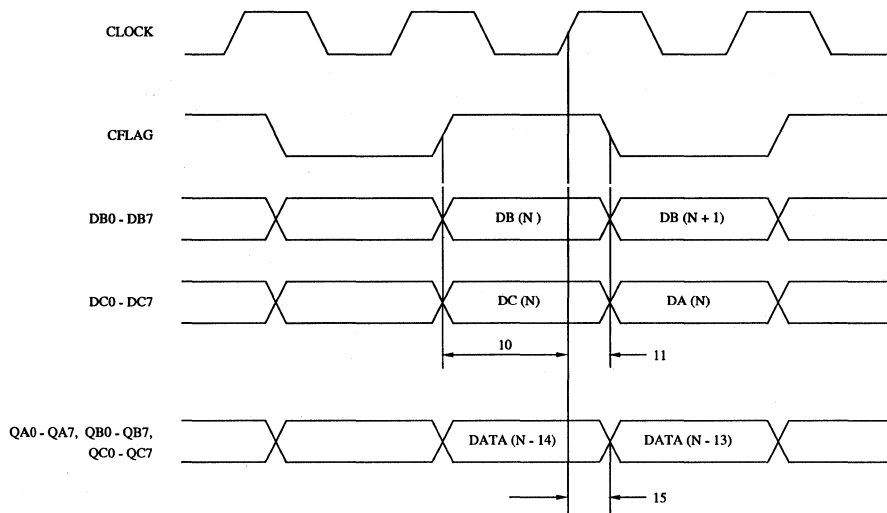 CLOCK
CFLAG
DB0 - DB7
DB (N )
DB (N + 1)
DC0 - DC7
DC (N)
DA (N)
10
11
QA0 - QA7, QB0 - QB7,
QC0 - QC7
DATA (N - 14)
DATA (N - 13)
15